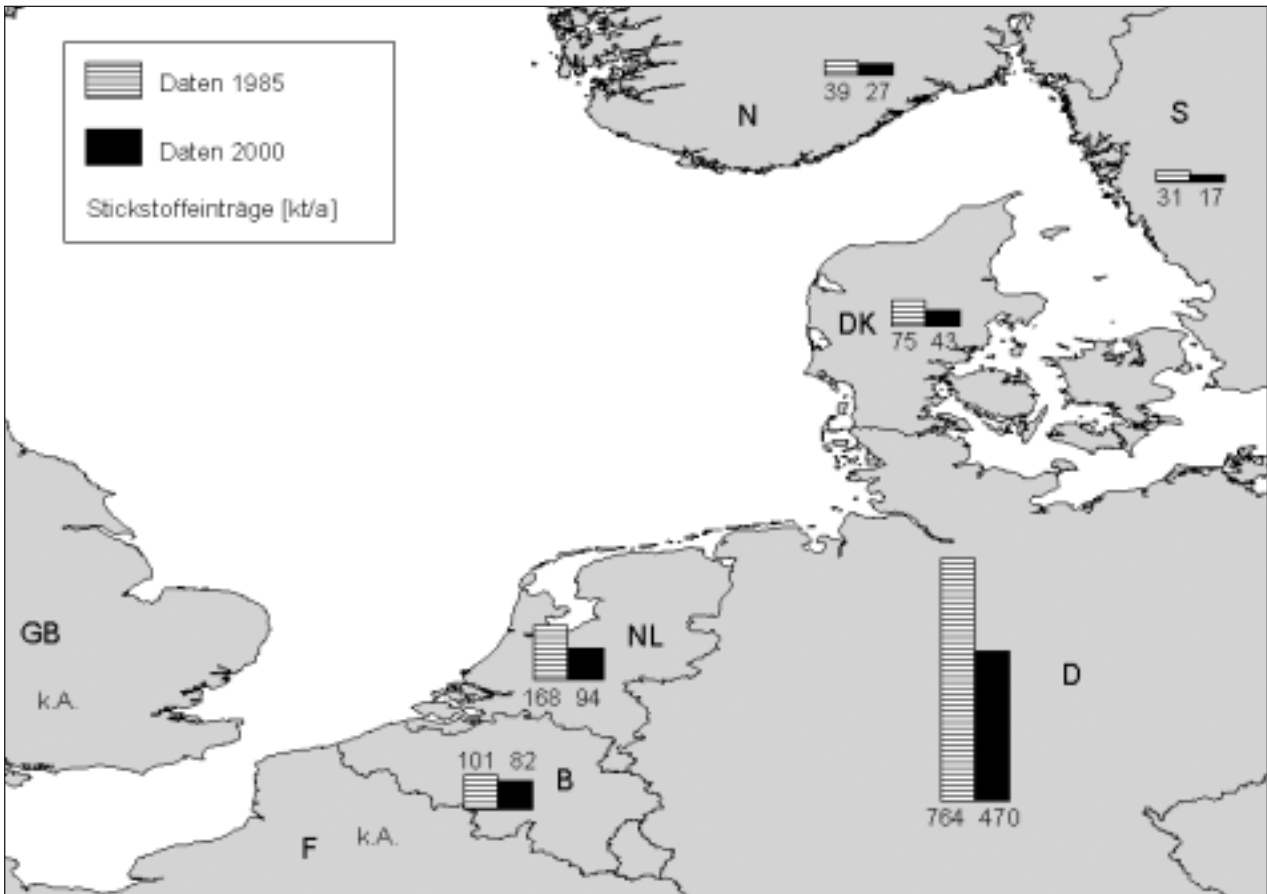 Daten 1985
Daten 2000
Stickstoffeinträge [kt/a]
39 27
N
S
31 17
DK
75 43
GB
k.A.
NL
168 94
D
764 470
101 82
B
F
k.A.